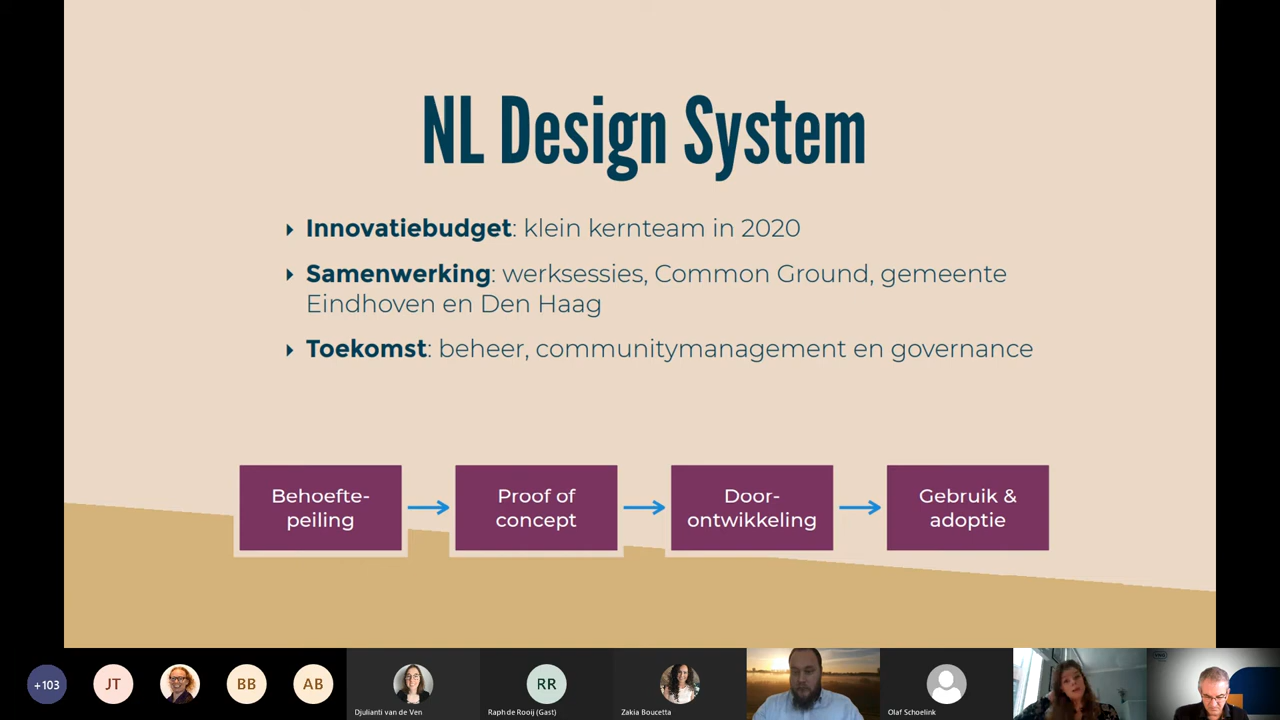 NL Design System
Innovatiebudget: klein kernteam in 2020
Samenwerking: werksessies, Common Ground, gemeente
Eindhoven en Den Haag
Toekomst: beheer, communitymanagement en governance
Behoefte-
peiling
Proof of
concept
Door-
ontwikkeling
Gebruik &
adoptie
+103
JT
BB
AB
Djulianti van de Ven
RR
Raph de Rooij (Gast)
Zakia Boucetta
Olaf Schoelink